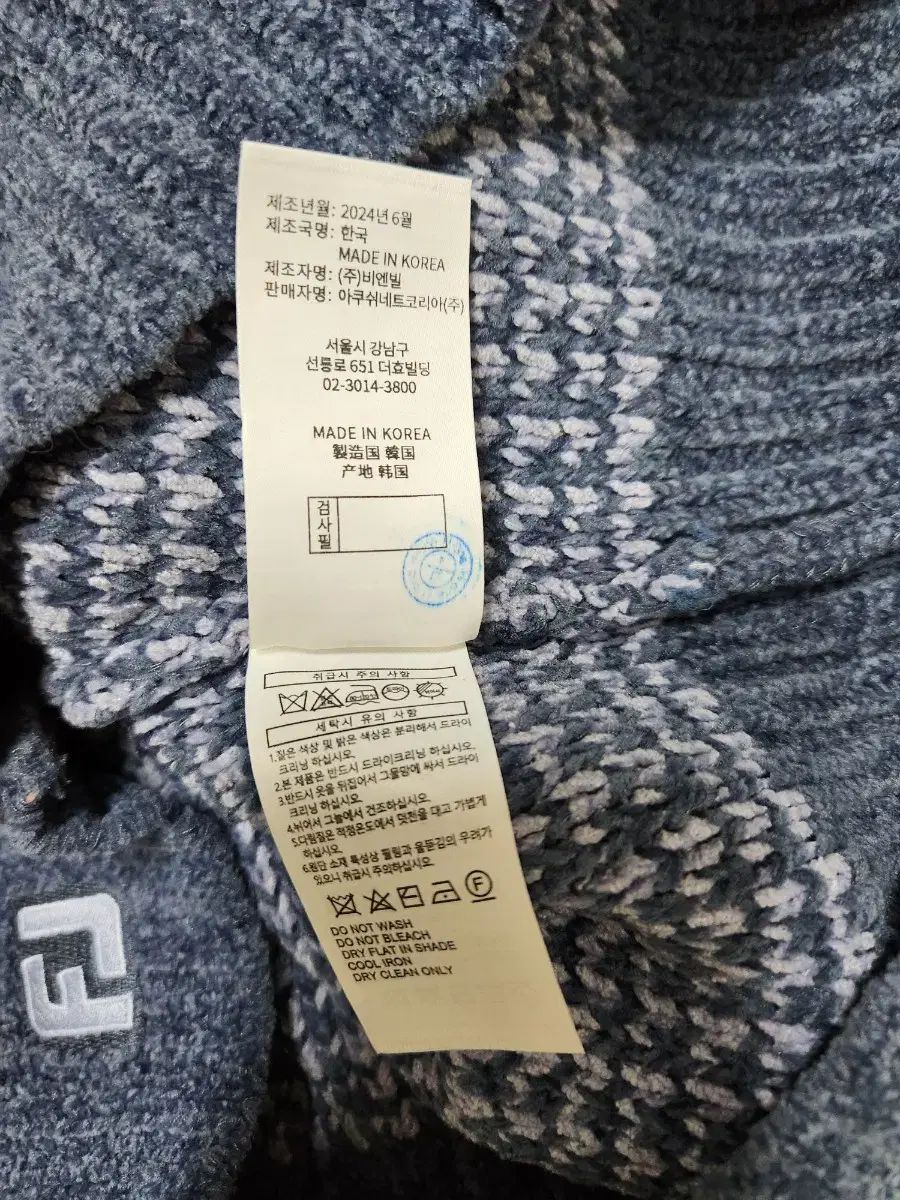 제조년월: 2024년 6월
제조국명: 한국
MADE IN KOREA
제조자명: (주)비엔빌
판매자명: 아쿠쉬네트코리아(주)
서울시 강남구
선릉로 651 더효빌딩
02-3014-3800
MADE IN KOREA
製造国 韓国
产地 韩国
검사필
취급시 주의 사항
세탁시 유의 사항
1.짙은 색상 및 밝은 색상은 분리해서 드라이
크리닝 하십시오.
2.본 제품은 반드시 드라이크리닝 하십시오.
3.반드시 옷을 뒤집어서 그물망에 싸서 드라이
크리닝 하십시오
4.뉘어서 그늘에서 건조하십시오
5.다림질은 적정온도에서 덧천을 대고 가볍게
하십시오.
6.원단 소재 특성상 필링과 올뜯김의 우려가
있으니 취급시 주의하십시오
F
DO NOT WASH
DO NOT BLEACH
DRY FLAT IN SHADE
COOL IRON
DRY CLEAN ONLY
FJ